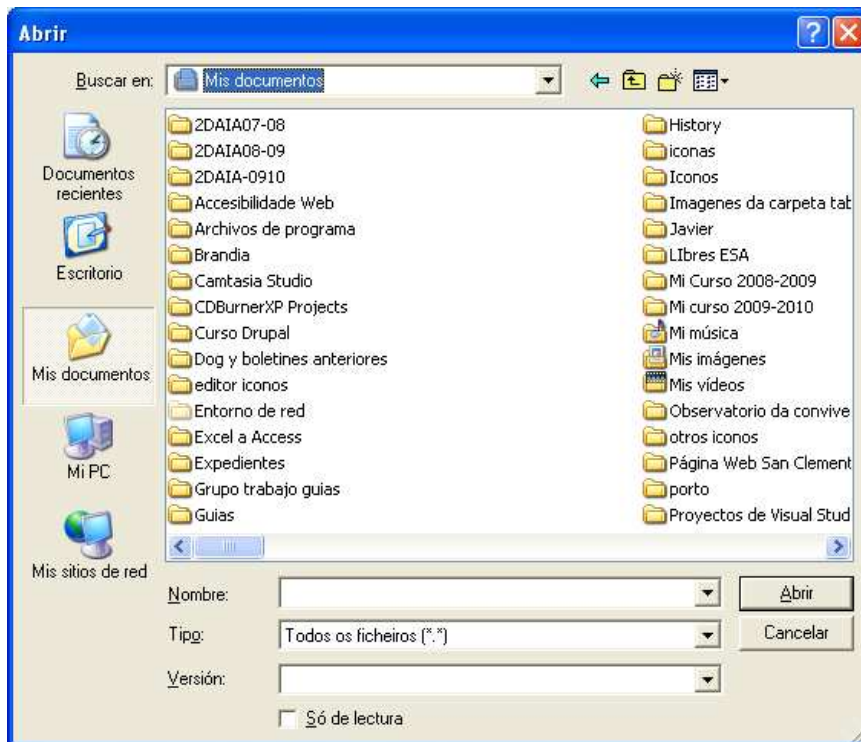 Abrir
Buscar en:
Mis documentos
Documentos
recientes
Escritorio
Mis documentos
Mi PC
Mis sitios de red
2DAIA07-08
2DAIA08-09
2DAIA-0910
Accesibilidade Web
Archivos de programa
Brandia
Camtasia Studio
CDBurnerXP Projects
Curso Drupal
Dog y boletines anteriores
editor iconos
Entorno de red
Excel a Access
Expedientes
Grupo trabajo guias
Guias
History
iconas
Iconos
Imagenes da carpeta tat
Javier
LIbres ESA
Mi Curso 2008-2009
Mi curso 2009-2010
Mi música
Mis imágenes
Mis vídeos
Observatorio da convive
otros iconos
Página Web San Clement
porto
Proyectos de Visual Stud
Nombre:
Abrir
Tipo:
Todos os ficheiros (*.*)
Cancelar
Versión:
Só de lectura